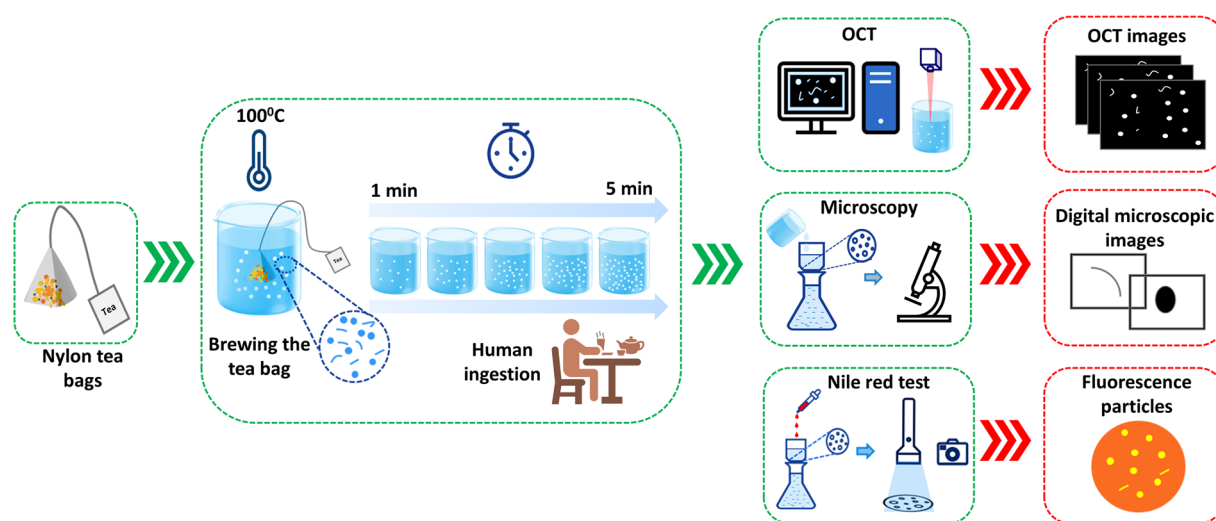 Tea
Nylon tea
bags
100⁰C
Tea
Brewing the
tea bag
1 min
5 min
Human
ingestion
OCT
OCT images
Microscopy
Digital microscopic
images
Nile red test
Fluorescence
particles